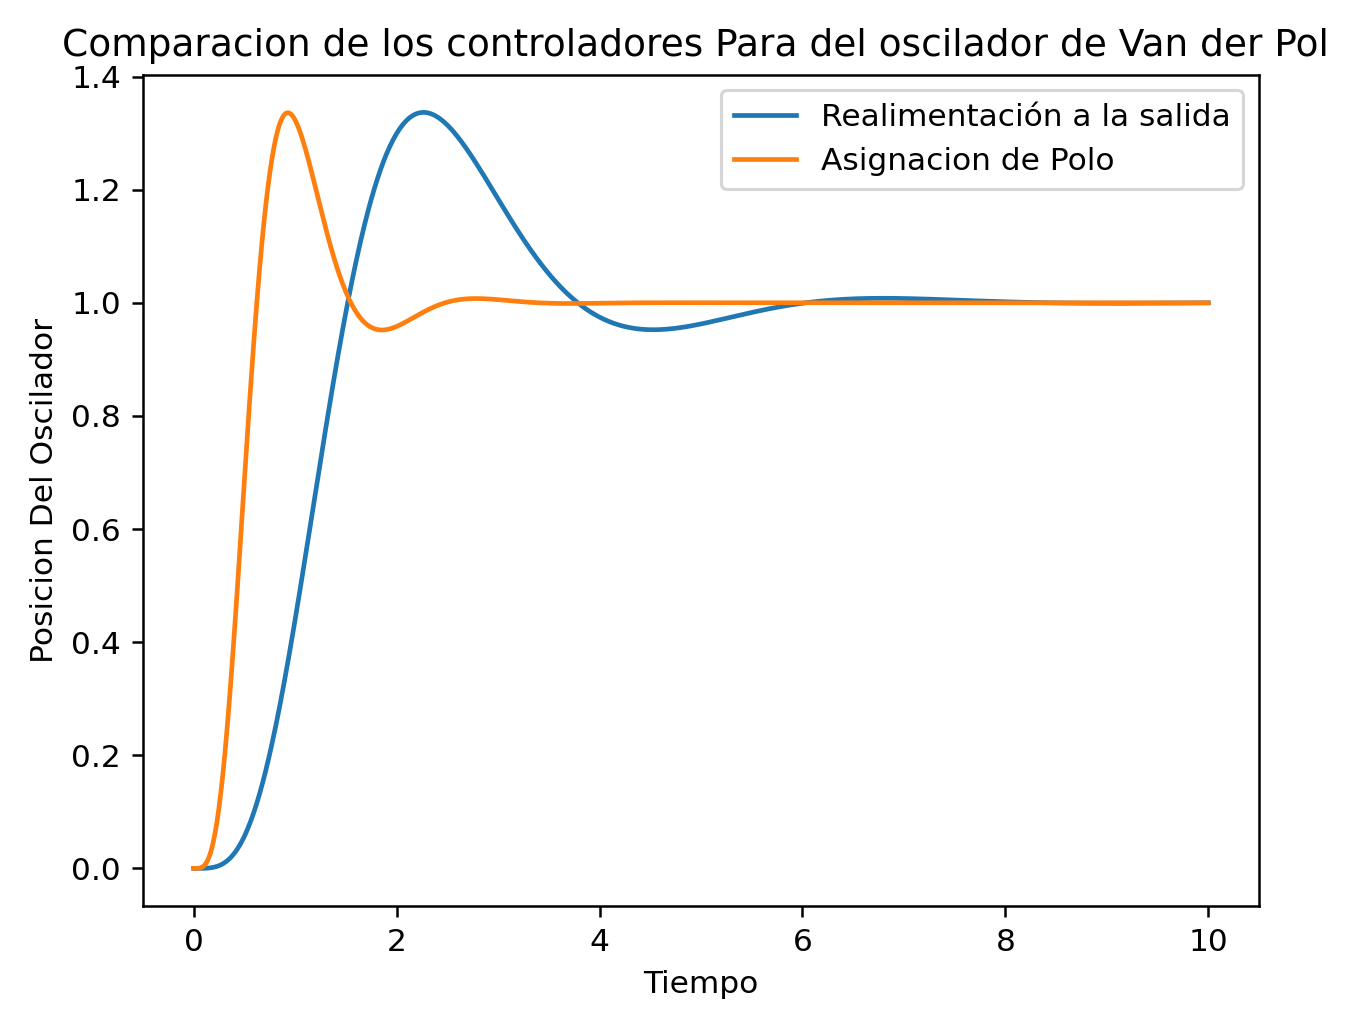 Comparacion de los controladores Para del oscilador de Van der Pol
1.4
1.2
1.0
0.8
0.6
0.4
0.2
0.0
Posicion Del Oscilador
Realimentación a la salida
Asignacion de Polo
0 2 4 6 8 10
Tiempo